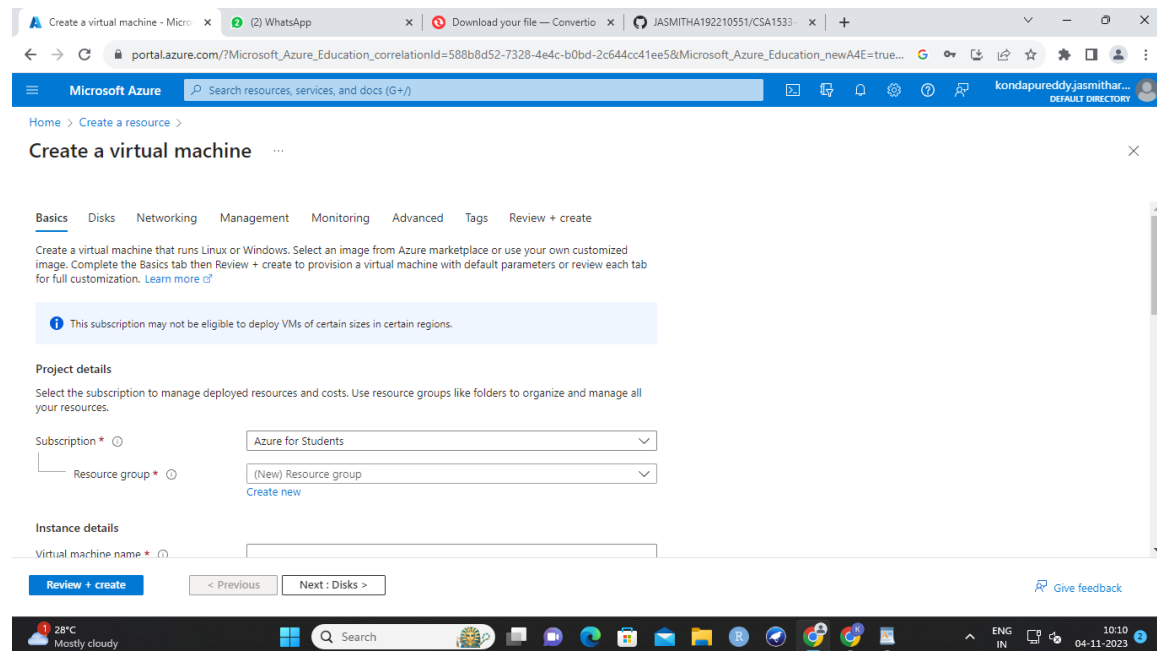 Create a virtual machine - Micro
(2) WhatsApp
Download your file — Convertio
JASMITHA192210551/CSA1533-
portal.azure.com/?Microsoft_Azure_Education_correlationId=588b8d52-7328-4e4c-b0bd-2c644cc41ee5&Microsoft_Azure_Education_newA4E=true...
Microsoft Azure
Search resources, services, and docs (G+/)
kondapureddy.jasmithar...
DEFAULT DIRECTORY
Home > Create a resource >
Create a virtual machine ...
Basics Disks Networking Management Monitoring Advanced Tags Review + create
Create a virtual machine that runs Linux or Windows. Select an image from Azure marketplace or use your own customized
image. Complete the Basics tab then Review + create to provision a virtual machine with default parameters or review each tab
for full customization. Learn more
This subscription may not be eligible to deploy VMs of certain sizes in certain regions.
Project details
Select the subscription to manage deployed resources and costs. Use resource groups like folders to organize and manage all
your resources.
Subscription *
Azure for Students
Resource group *
(New) Resource group
Create new
Instance details
Virtual machine name *
Review + create
< Previous
Next : Disks >
Give feedback
1
28°C
Mostly cloudy
Search
ENG
IN
10:10
04-11-2023
2